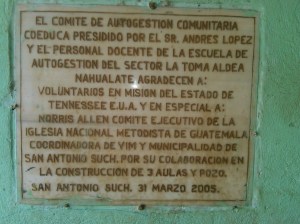 EL COMITE DE AUTOGESTION COMUNITARIA
COEDUCA PRESIDIDO POR EL SR. ANDRES LOPEZ
Y EL PERSONAL DOCENTE DE LA ESCUELA DE
AUTOGESTION DEL SECTOR LA TOMA ALDEA
NAHUALATE AGRADECEN A:
VOLUNTARIOS EN MISION DEL ESTADO DE
TENNESSEE E.U.A. Y EN ESPECIAL A:
NORRIS ALLEN COMITE EJECUTIVO DE LA
IGLESIA NACIONAL METODISTA DE GUATEMALA
COORDINADORA DE VIM Y MUNICIPALIDAD DE
SAN ANTONIO SUCH. POR SU COLABORACION EN
LA CONSTRUCCION DE 3 AULAS Y POZO.
SAN ANTONIO SUCH. 31 MARZO 2005.